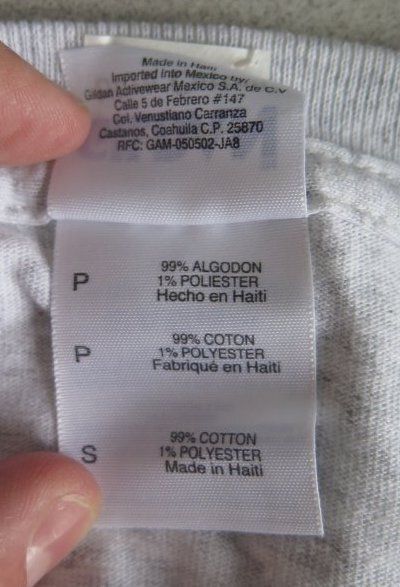 Made in Haiti
Imported into Mexico by:
Gildan Activewear Mexico S.A. de C.V
Calle 5 de Febrero #147
Col. Venustiano Carranza
Castanos, Coahuila C.P. 25870
RFC: GAM-050502-JA8
P 99% ALGODON
1% POLIESTER
Hecho en Haiti
P 99% COTON
1% POLYESTER
Fabriqué en Haiti
S 99% COTTON
1% POLYESTER
Made in Haiti